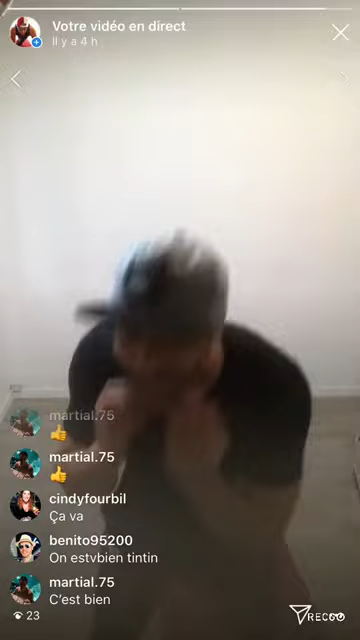 Votre vidéo en direct
Il y a 4 h
martial.75
👍
martial.75
👍
cindyfourbil
Ça va
benito95200
On estvbien tintin
martial.75
C'est bien
23